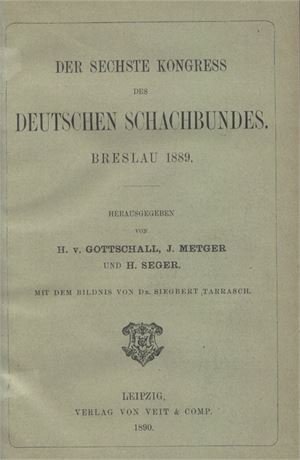 DER SECHSTE KONGRESS
DES
DEUTSCHEN SCHACHBUNDES.
BRESLAU 1889.
HERAUSGEGEBEN
VON
H. v. GOTTSCHALL, J. METGER
UND H. SEGER.
MIT DEM BILDNIS VON DR. SIEGBERT TARRASCH.
LEIPZIG,
VERLAG VON VEIT & COMP.
1890.